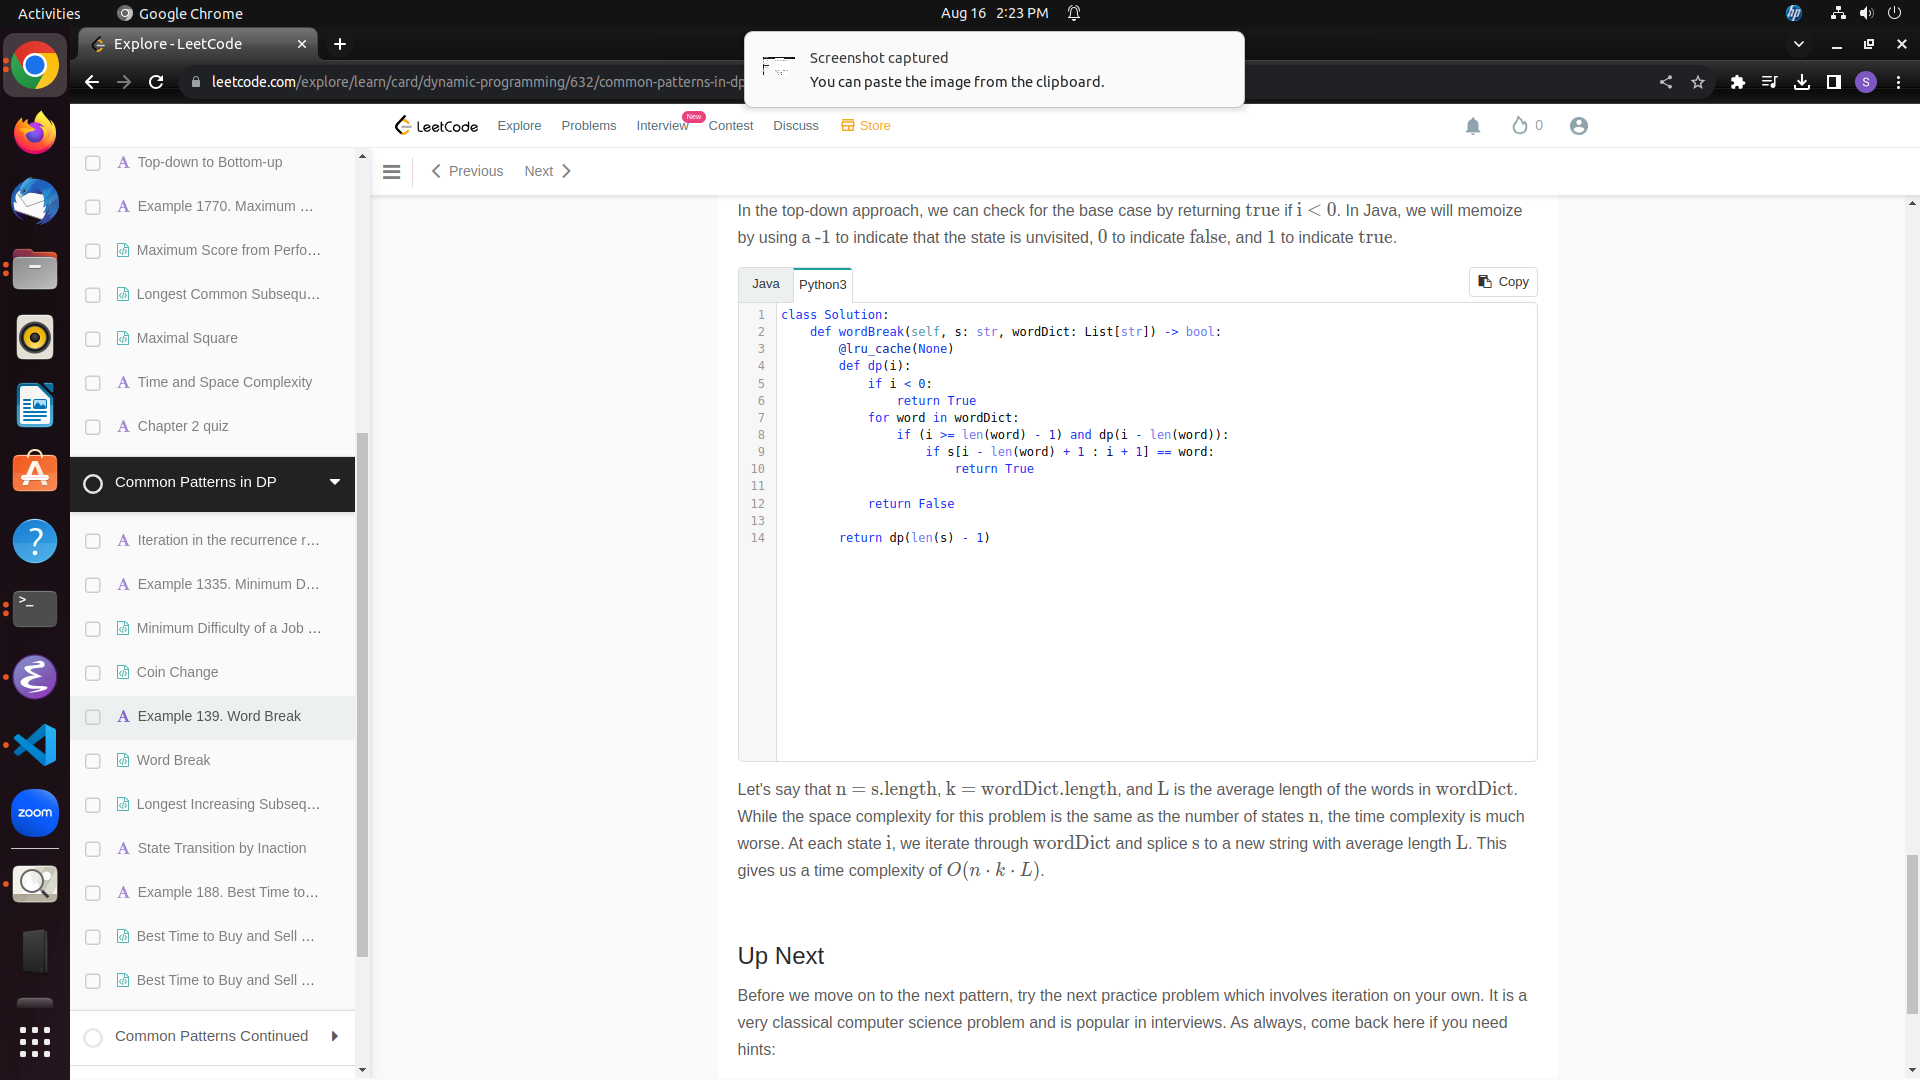 Activities
Google Chrome
Aug 16 2:23 PM
Explore - LeetCode
leetcode.com/explore/learn/card/dynamic-programming/632/common-patterns-in-dp
S
Screenshot captured
You can paste the image from the clipboard.
LeetCode
Explore
Problems
Interview
New
Contest
Discuss
Store
0
Previous
Next
Top-down to Bottom-up
Example 1770. Maximum ...
Maximum Score from Perfo...
Longest Common Subsequ...
Maximal Square
Time and Space Complexity
Chapter 2 quiz
Common Patterns in DP
Iteration in the recurrence r...
Example 1335. Minimum D...
Minimum Difficulty of a Job ...
Coin Change
Example 139. Word Break
Word Break
Longest Increasing Subseq...
State Transition by Inaction
Example 188. Best Time to...
Best Time to Buy and Sell ...
Best Time to Buy and Sell ...
Common Patterns Continued
In the top-down approach, we can check for the base case by returning true if i < 0. In Java, we will memoize
by using a -1 to indicate that the state is unvisited, 0 to indicate false, and 1 to indicate true.
Java
Python3
Copy
1 class Solution:
2     def wordBreak(self, s: str, wordDict: List[str]) -> bool:
3         @lru_cache(None)
4         def dp(i):
5             if i < 0:
6                 return True
7             for word in wordDict:
8                 if (i >= len(word) - 1) and dp(i - len(word)):
9                     if s[i - len(word) + 1 : i + 1] == word:
10                         return True
11
12             return False
13
14         return dp(len(s) - 1)
Let's say that n = s.length, k = wordDict.length, and L is the average length of the words in wordDict.
While the space complexity for this problem is the same as the number of states n, the time complexity is much
worse. At each state i, we iterate through wordDict and splice s to a new string with average length L. This
gives us a time complexity of O(n · k · L).
Up Next
Before we move on to the next pattern, try the next practice problem which involves iteration on your own. It is a
very classical computer science problem and is popular in interviews. As always, come back here if you need
hints:
zoom
hp